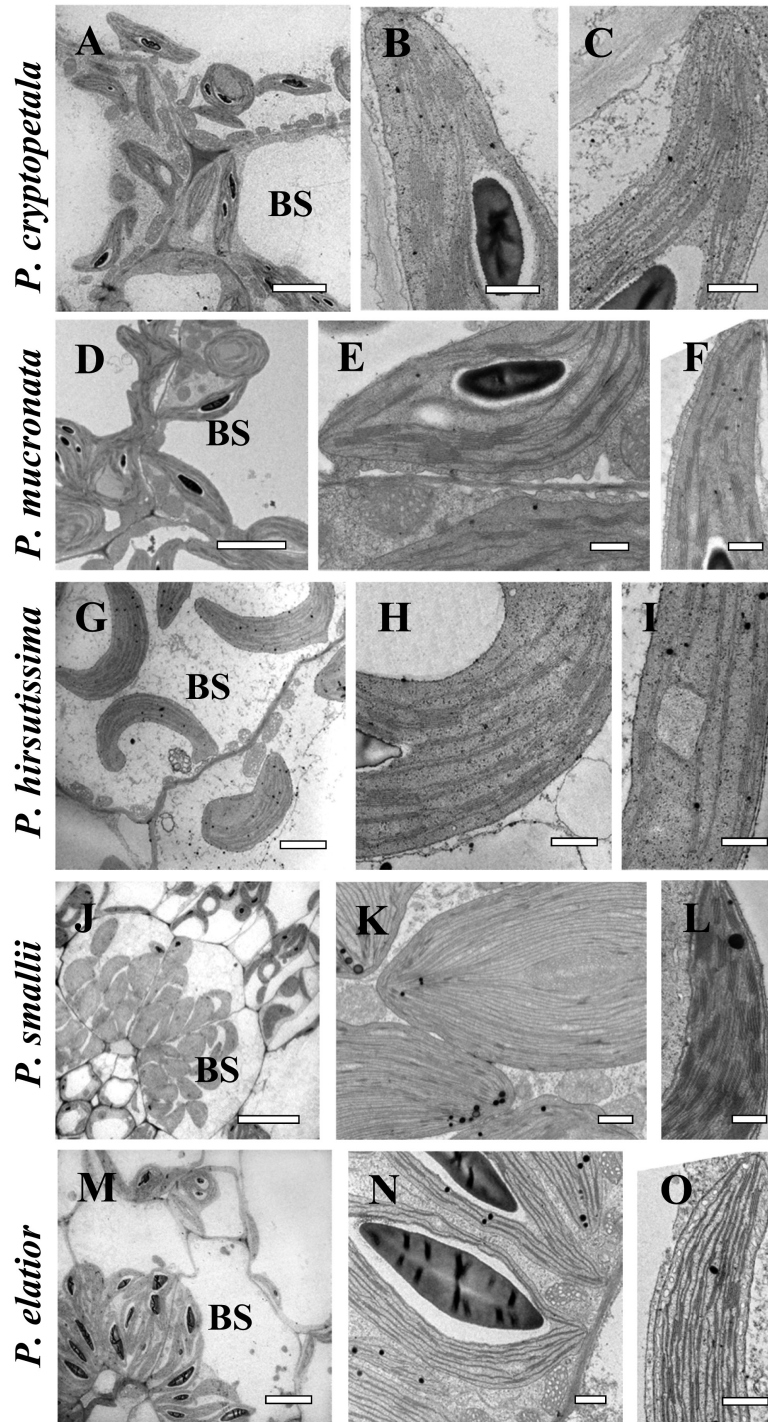 P. cryptopetala
A
BS
B
C
P. mucronata
D
BS
E
F
P. hirsutissima
G
BS
H
I
P. smallii
J
BS
K
L
P. elatior
M
BS
N
O